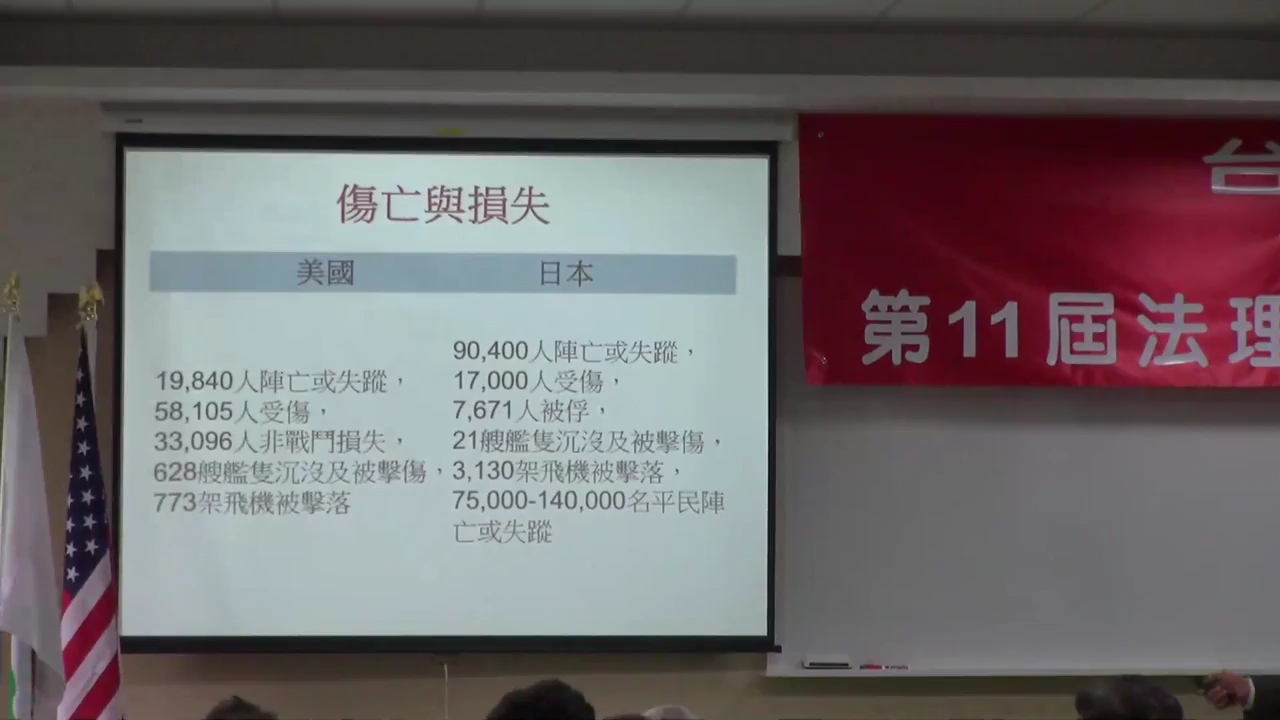 傷亡與損失
美國 日本
19,840人陣亡或失蹤，
58,105人受傷，
33,096人非戰鬥損失，
628艘艦隻沉沒及被擊傷，
773架飛機被擊落
90,400人陣亡或失蹤，
17,000人受傷，
7,671人被俘，
21艘艦隻沉沒及被擊傷，
3,130架飛機被擊落，
75,000-140,000名平民陣
亡或失蹤
台
第11屆法理